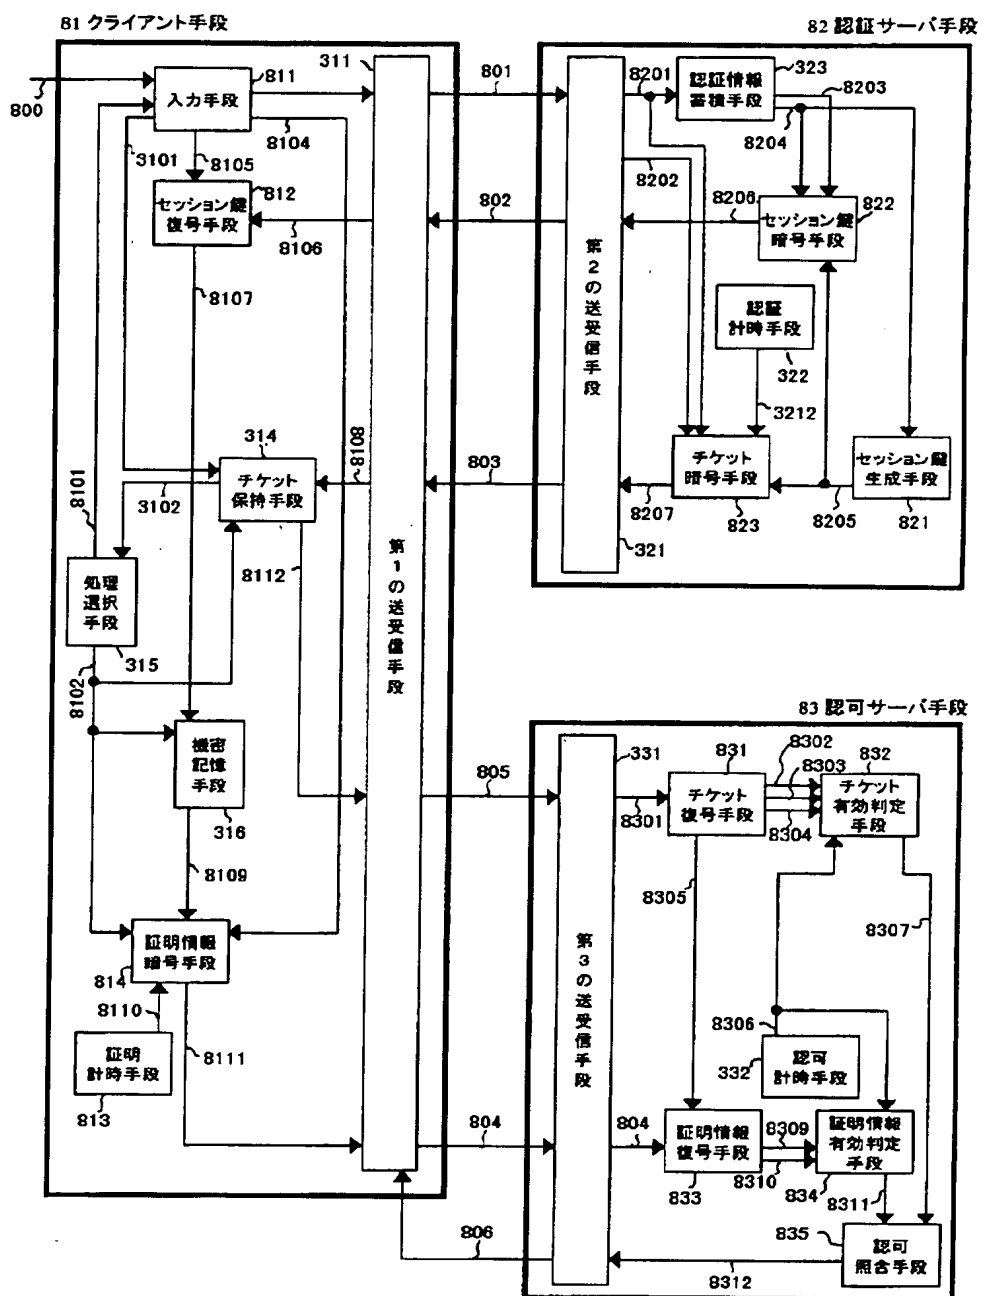 81 クライアント手段
82 認証サーバ手段
800
811
入力手段
8104
3101
8105
812
セッション鍵
復号手段
8106
8107
311
801
802
8201
323
認証情報
蓄積手段
8203
8204
8202
8206
822
セッション鍵
暗号手段
認証
計時手段
322
3212
第2の送受信手段
314
チケット
保持手段
8108
803
チケット
暗号手段
823
8207
セッション鍵
生成手段
8205
821
321
8101
3102
8112
第1の送受信手段
処理
選択
手段
315
8102
機密
記憶
手段
316
8109
証明情報
暗号手段
814
8110
証明
計時手段
813
8111
83 認可サーバ手段
805
331
8301
831
チケット
復号手段
8302
8303
8304
832
チケット
有効判定
手段
8305
8307
第3の送受信手段
8306
332
認可
計時手段
804
804
証明情報
復号手段
833
8309
8310
証明情報
有効判定
手段
834
8311
835
認可
照合手段
806
8312